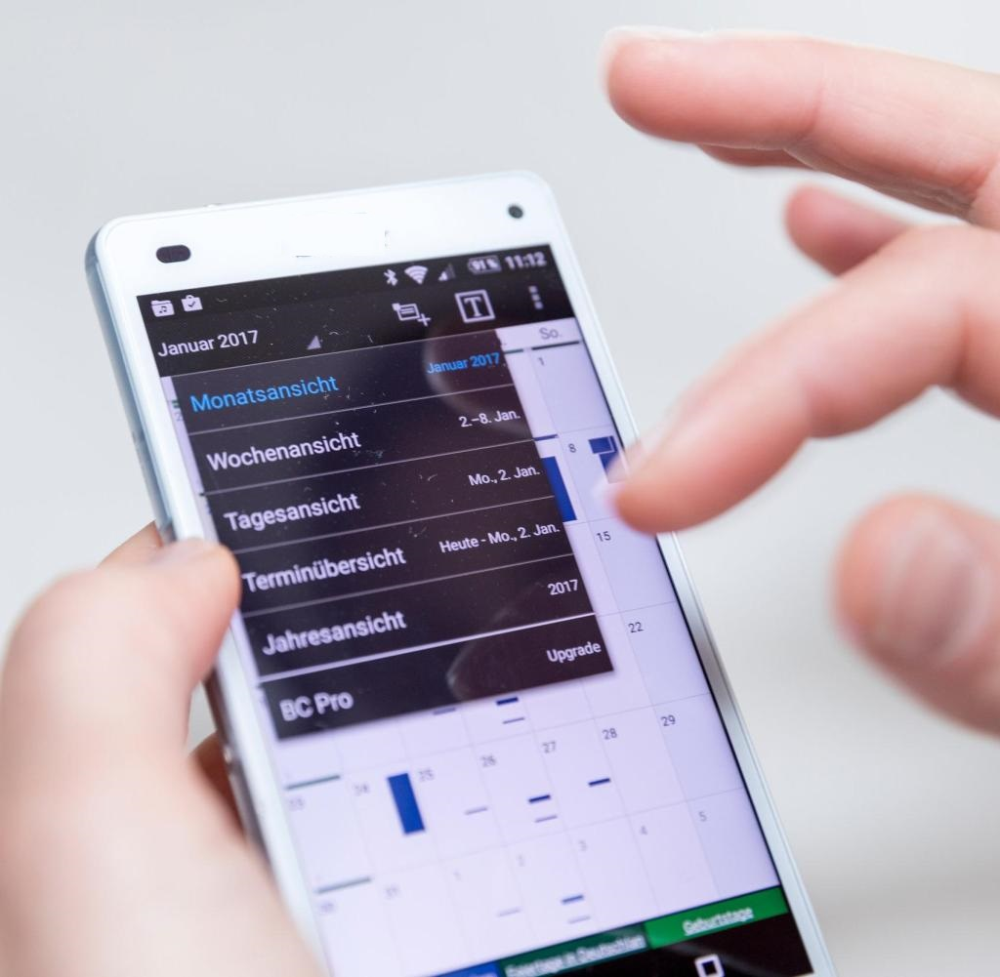 91% 11:12
T
Januar 2017
So.
Monatsansicht Januar 2017
1
Wochenansicht 2.–8. Jan.
8
Tagesansicht Mo., 2. Jan.
15
Terminübersicht Heute - Mo., 2. Jan.
Jahresansicht 2017
22
BC Pro Upgrade
23 24 25 26 27 28 29
30 31 1 2 3 4 5
Feiertage in Deutschlan
Geburtstage